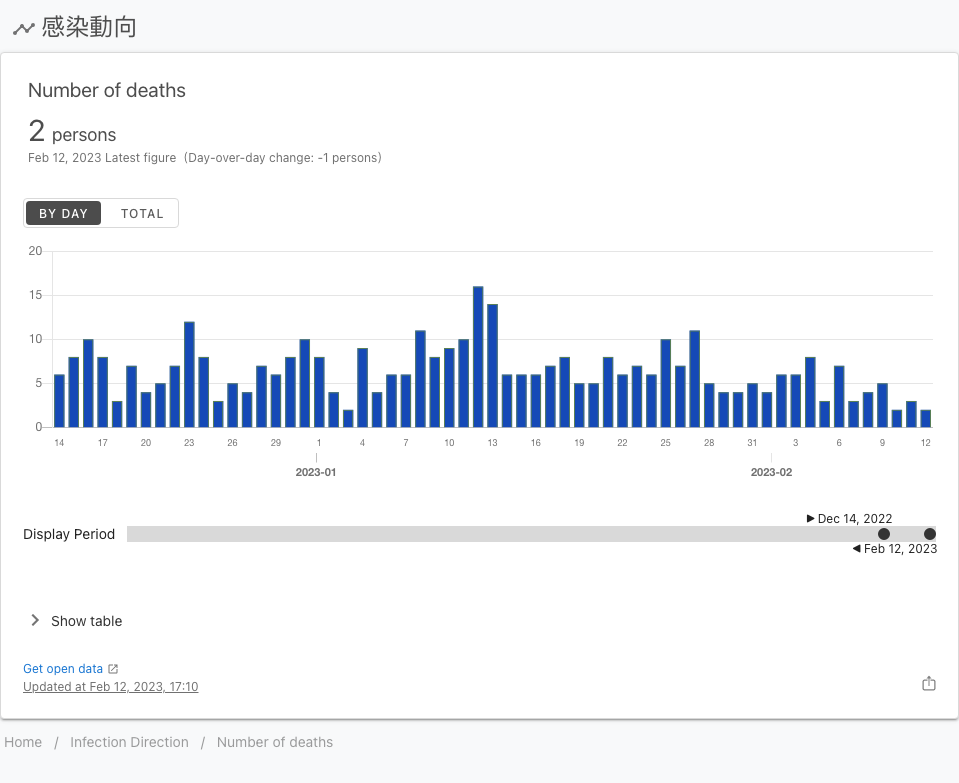 感染動向
Number of deaths
2 persons
Feb 12, 2023 Latest figure (Day-over-day change: -1 persons)
BY DAY TOTAL
20
15
10
5
0
14 17 20 23 26 29 1 4 7 10 13 16 19 22 25 28 31 3 6 9 12
2023-01 2023-02
Dec 14, 2022
Display Period
Feb 12, 2023
Show table
Get open data
Updated at Feb 12, 2023, 17:10
Home / Infection Direction / Number of deaths